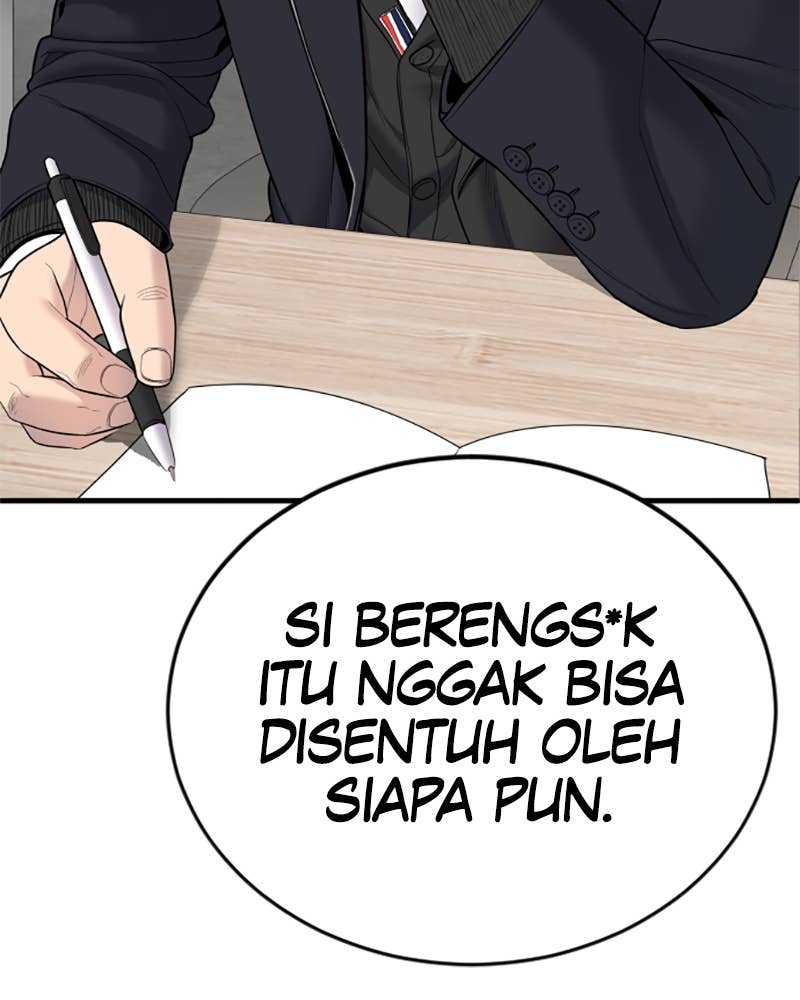 SI BERENGS*K
ITU NGGAK BISA
DISENTUH OLEH
SIAPA PUN.